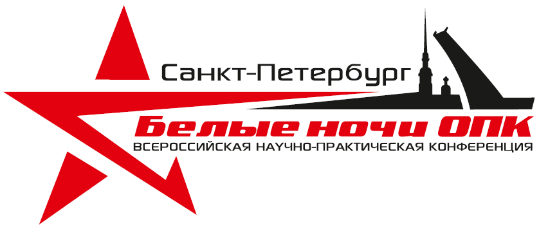 Санкт-Петербург
Белые ночи ОПК
ВСЕРОССИЙСКАЯ НАУЧНО-ПРАКТИЧЕСКАЯ КОНФЕРЕНЦИЯ